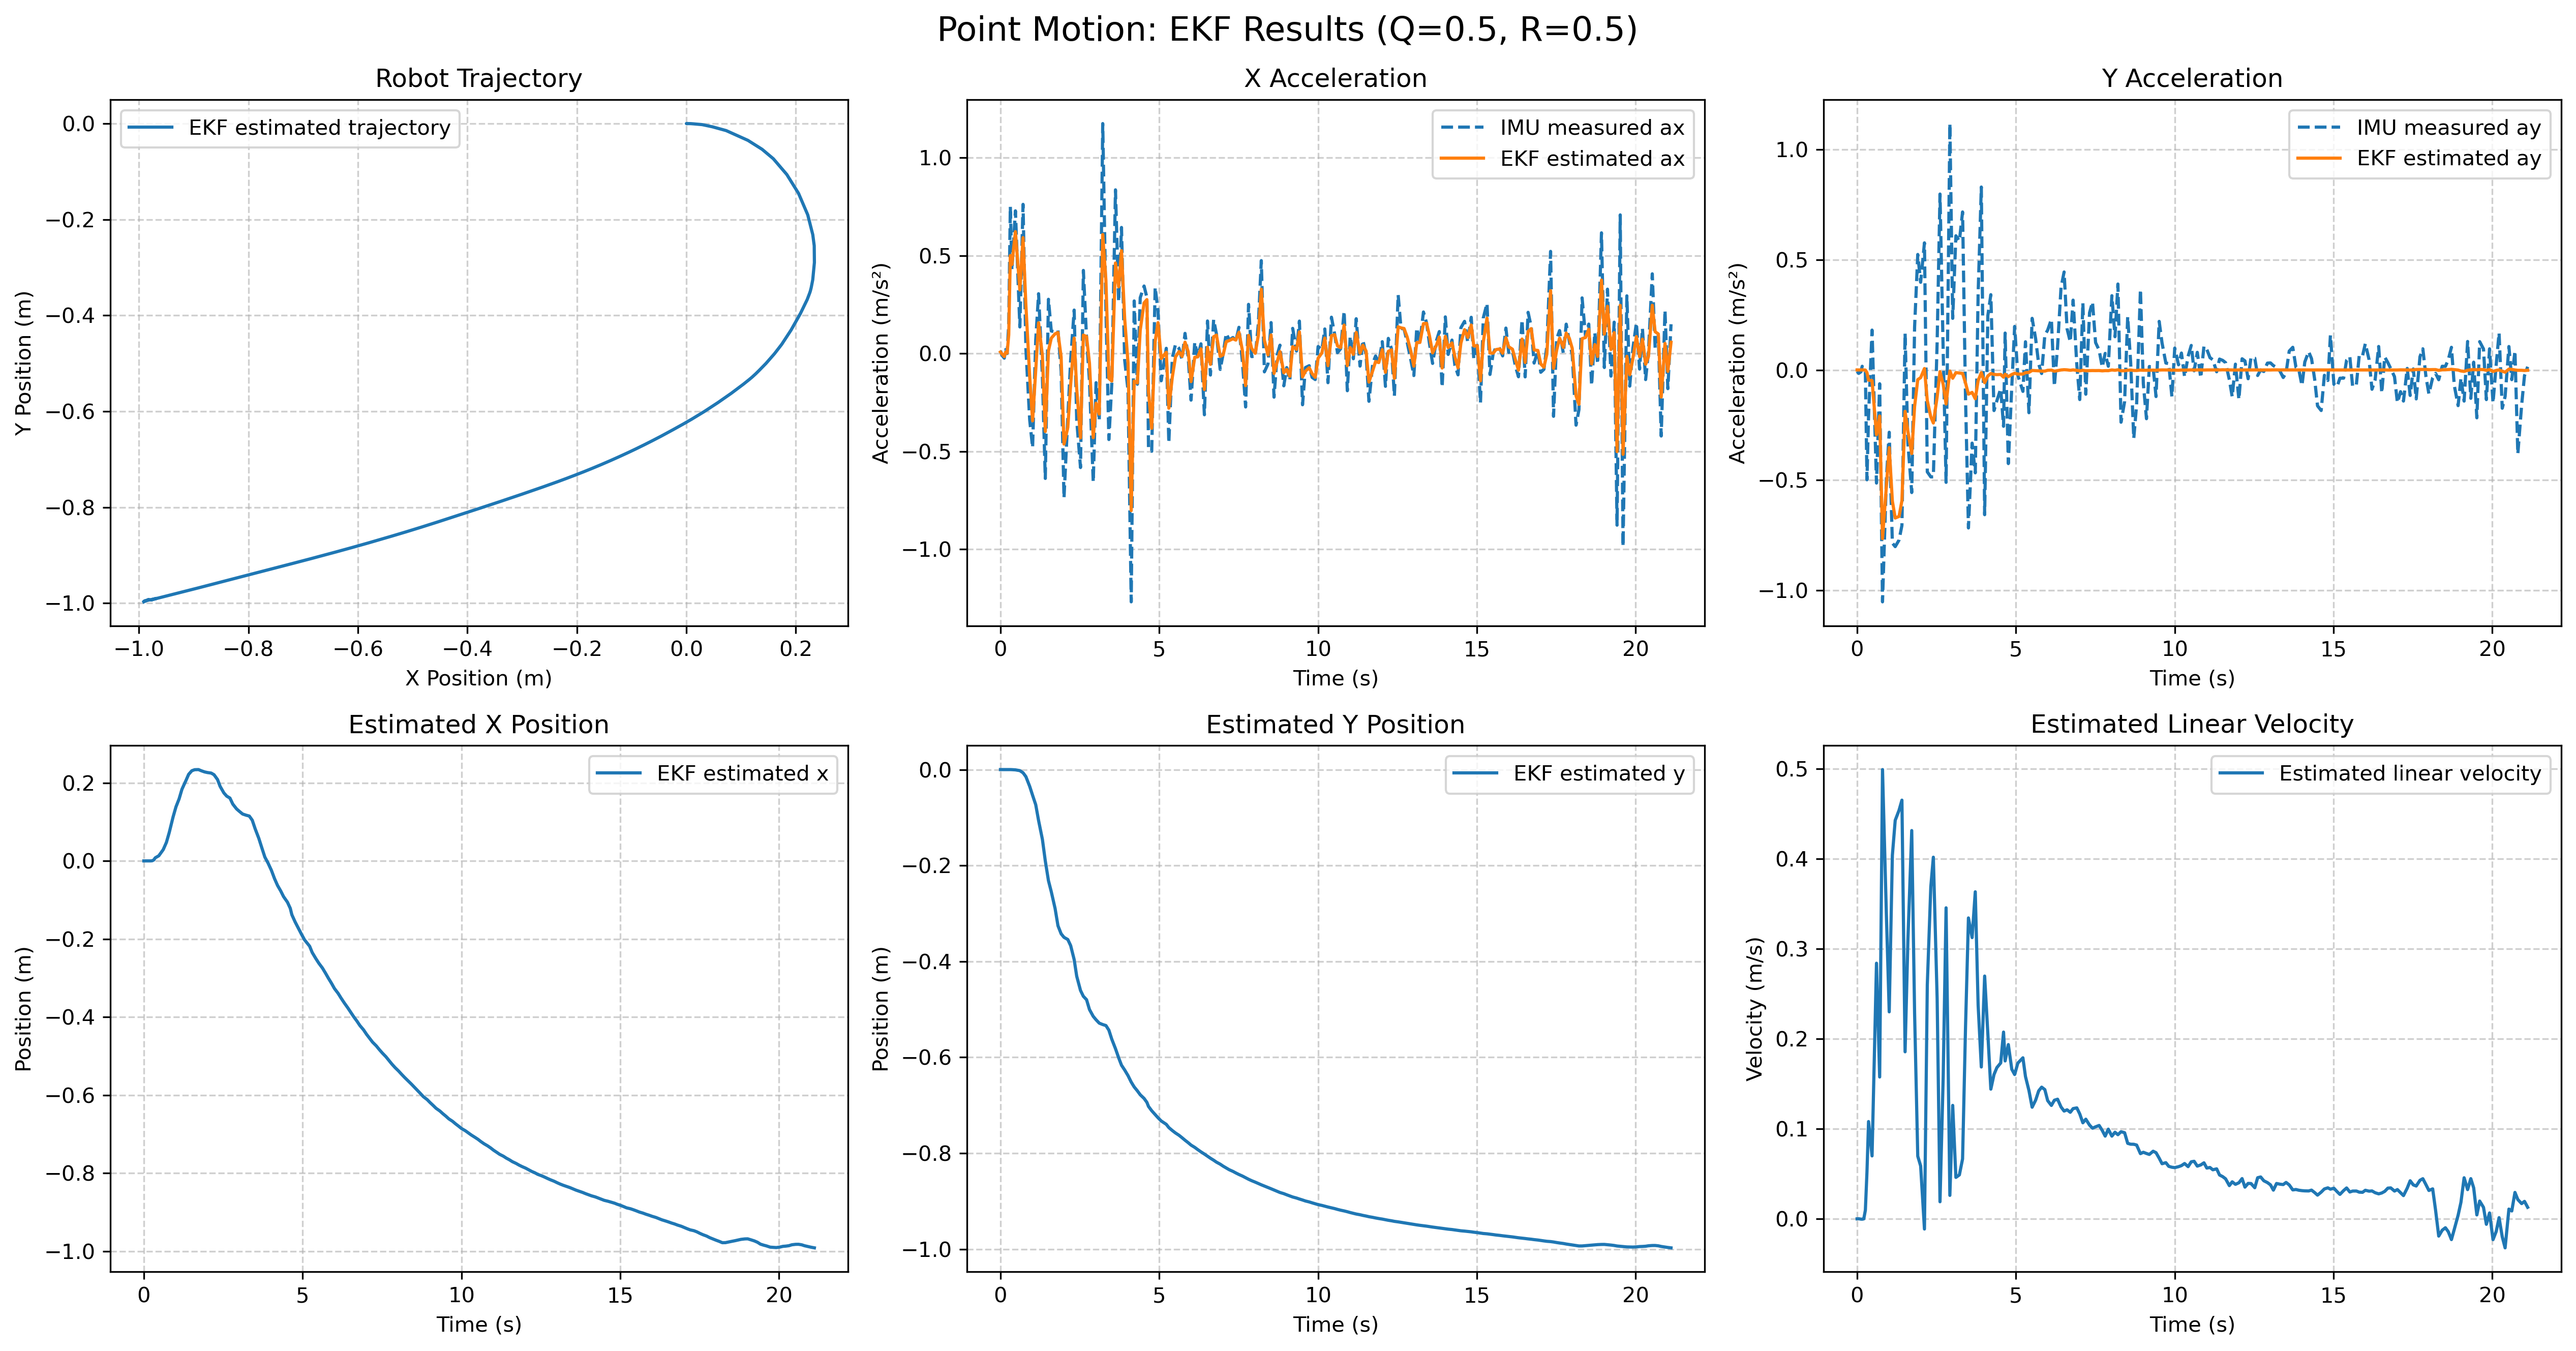 Point Motion: EKF Results (Q=0.5, R=0.5)
Robot Trajectory
EKF estimated trajectory
0.0
−0.2
−0.4
−0.6
−0.8
−1.0
Y Position (m)
−1.0 −0.8 −0.6 −0.4 −0.2 0.0 0.2
X Position (m)
X Acceleration
IMU measured ax
EKF estimated ax
1.0
0.5
0.0
−0.5
−1.0
Acceleration (m/s²)
0 5 10 15 20
Time (s)
Y Acceleration
IMU measured ay
EKF estimated ay
1.0
0.5
0.0
−0.5
−1.0
Acceleration (m/s²)
0 5 10 15 20
Time (s)
Estimated X Position
EKF estimated x
0.2
0.0
−0.2
−0.4
−0.6
−0.8
−1.0
Position (m)
0 5 10 15 20
Time (s)
Estimated Y Position
EKF estimated y
0.0
−0.2
−0.4
−0.6
−0.8
−1.0
Position (m)
0 5 10 15 20
Time (s)
Estimated Linear Velocity
Estimated linear velocity
0.5
0.4
0.3
0.2
0.1
0.0
Velocity (m/s)
0 5 10 15 20
Time (s)